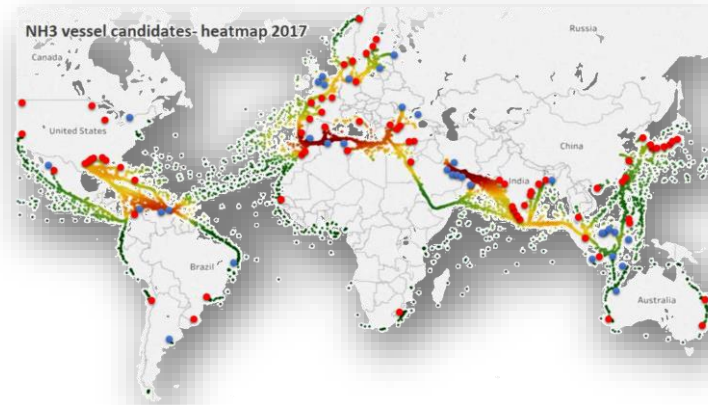 NH3 vessel candidates- heatmap 2017
Russia
Canada
United States
China
India
Brazil
Australia